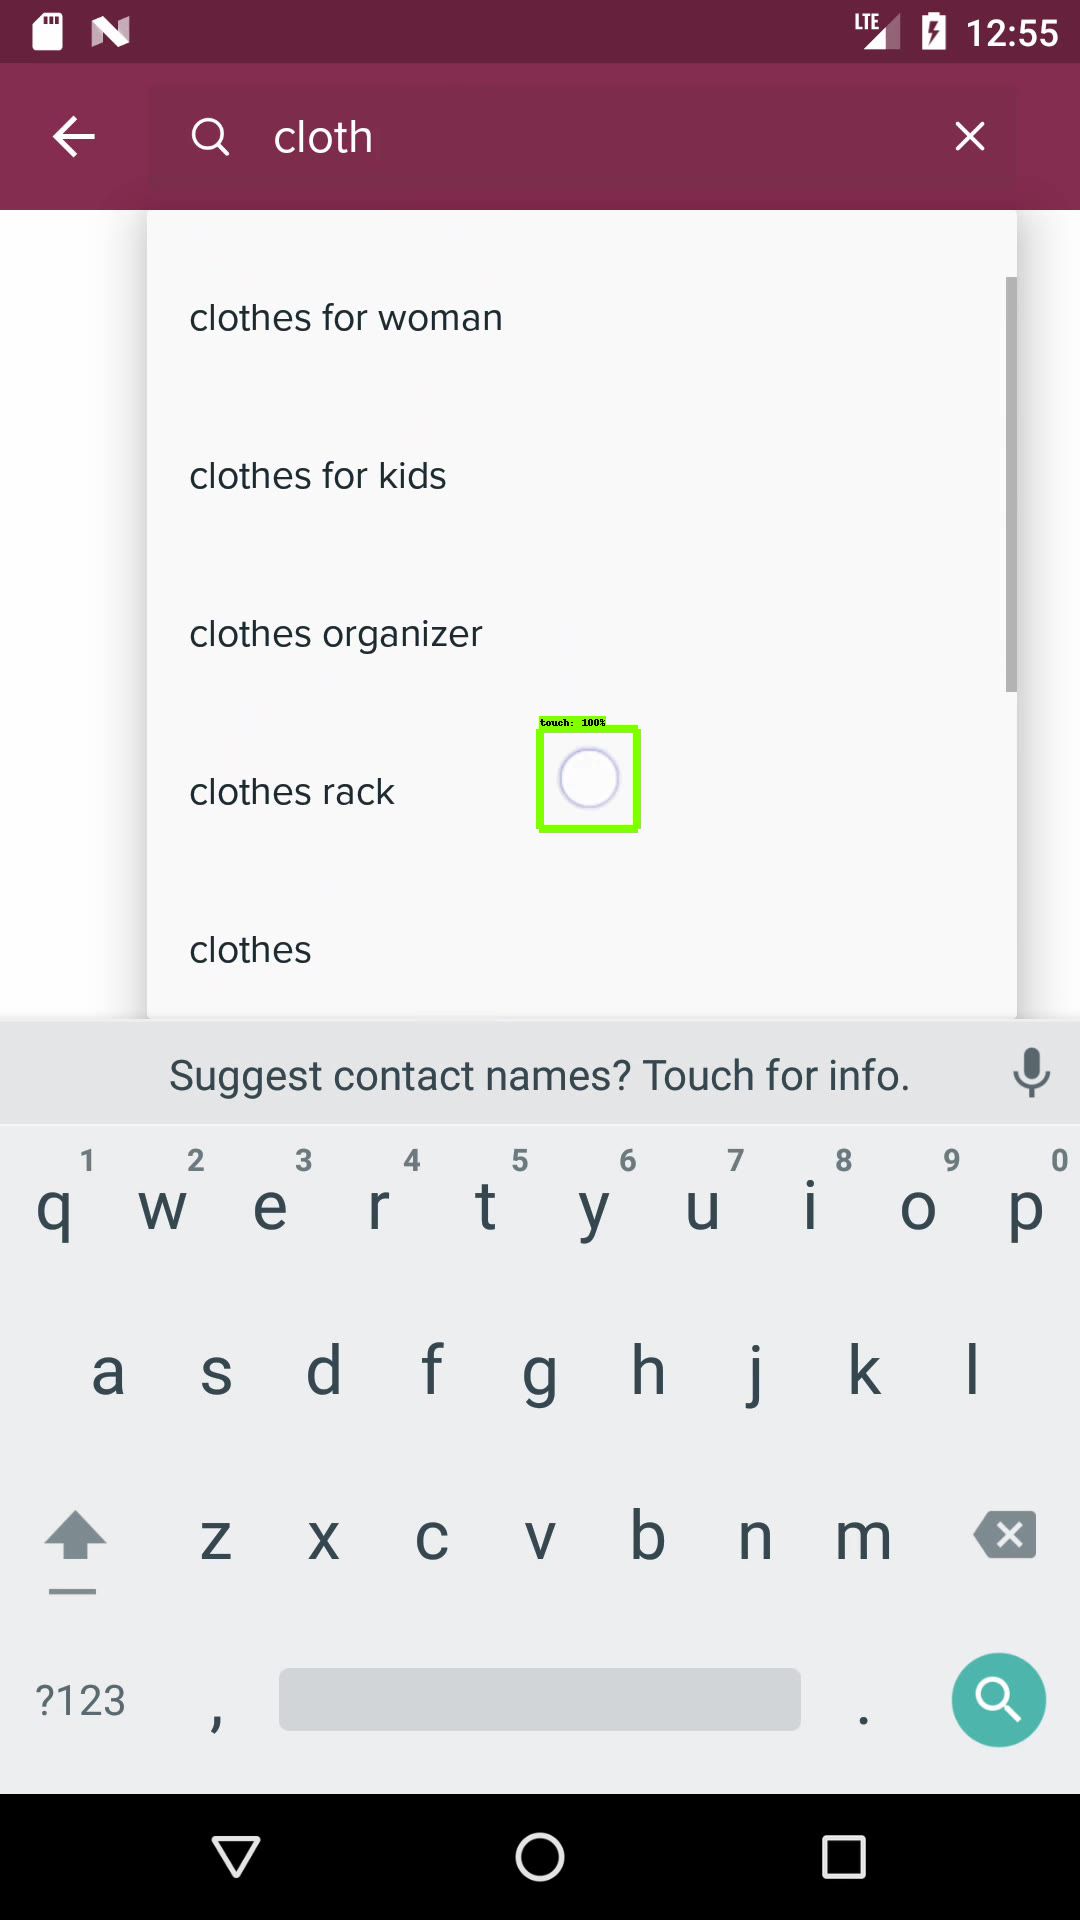 LTE 12:55
cloth
clothes for woman
clothes for kids
clothes organizer
touch: 100%
clothes rack
clothes
Suggest contact names? Touch for info.
1 2 3 4 5 6 7 8 9 0
q w e r t y u i o p
a s d f g h j k l
z x c v b n m
?123 , .